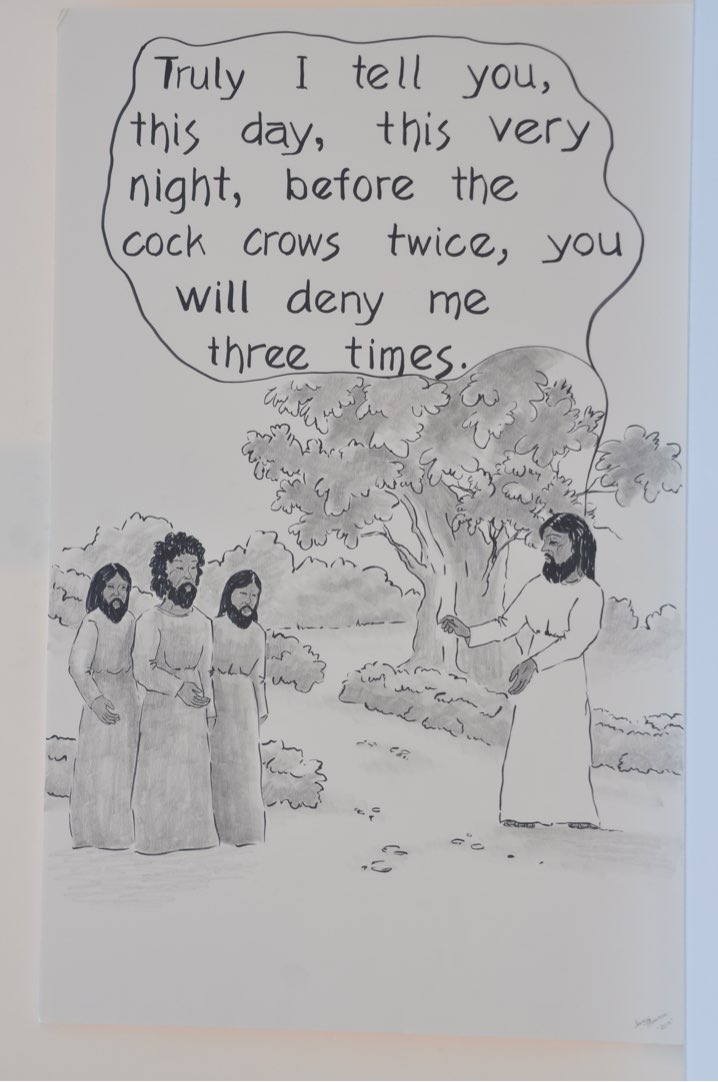 Truly I tell you,
this day, this very
night, before the
cock crows twice, you
will deny me
three times.